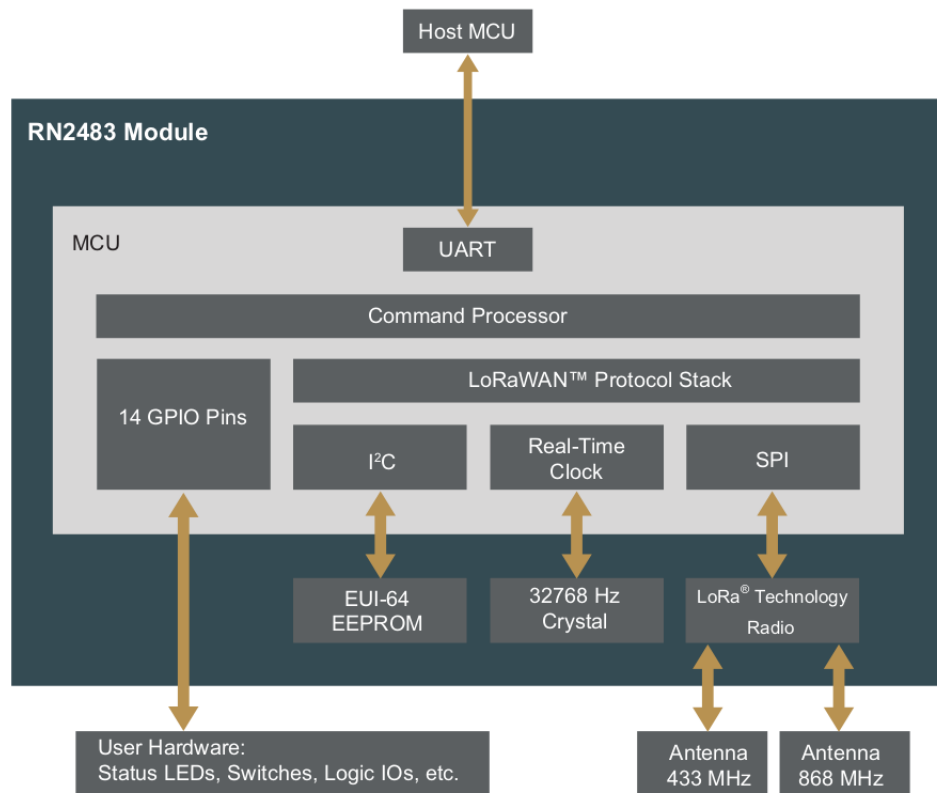 Host MCU
RN2483 Module
MCU
UART
Command Processor
14 GPIO Pins
LoRaWAN™ Protocol Stack
I²C
Real-Time
Clock
SPI
EUI-64
EEPROM
32768 Hz
Crystal
LoRa® Technology
Radio
User Hardware:
Status LEDs, Switches, Logic IOs, etc.
Antenna
433 MHz
Antenna
868 MHz